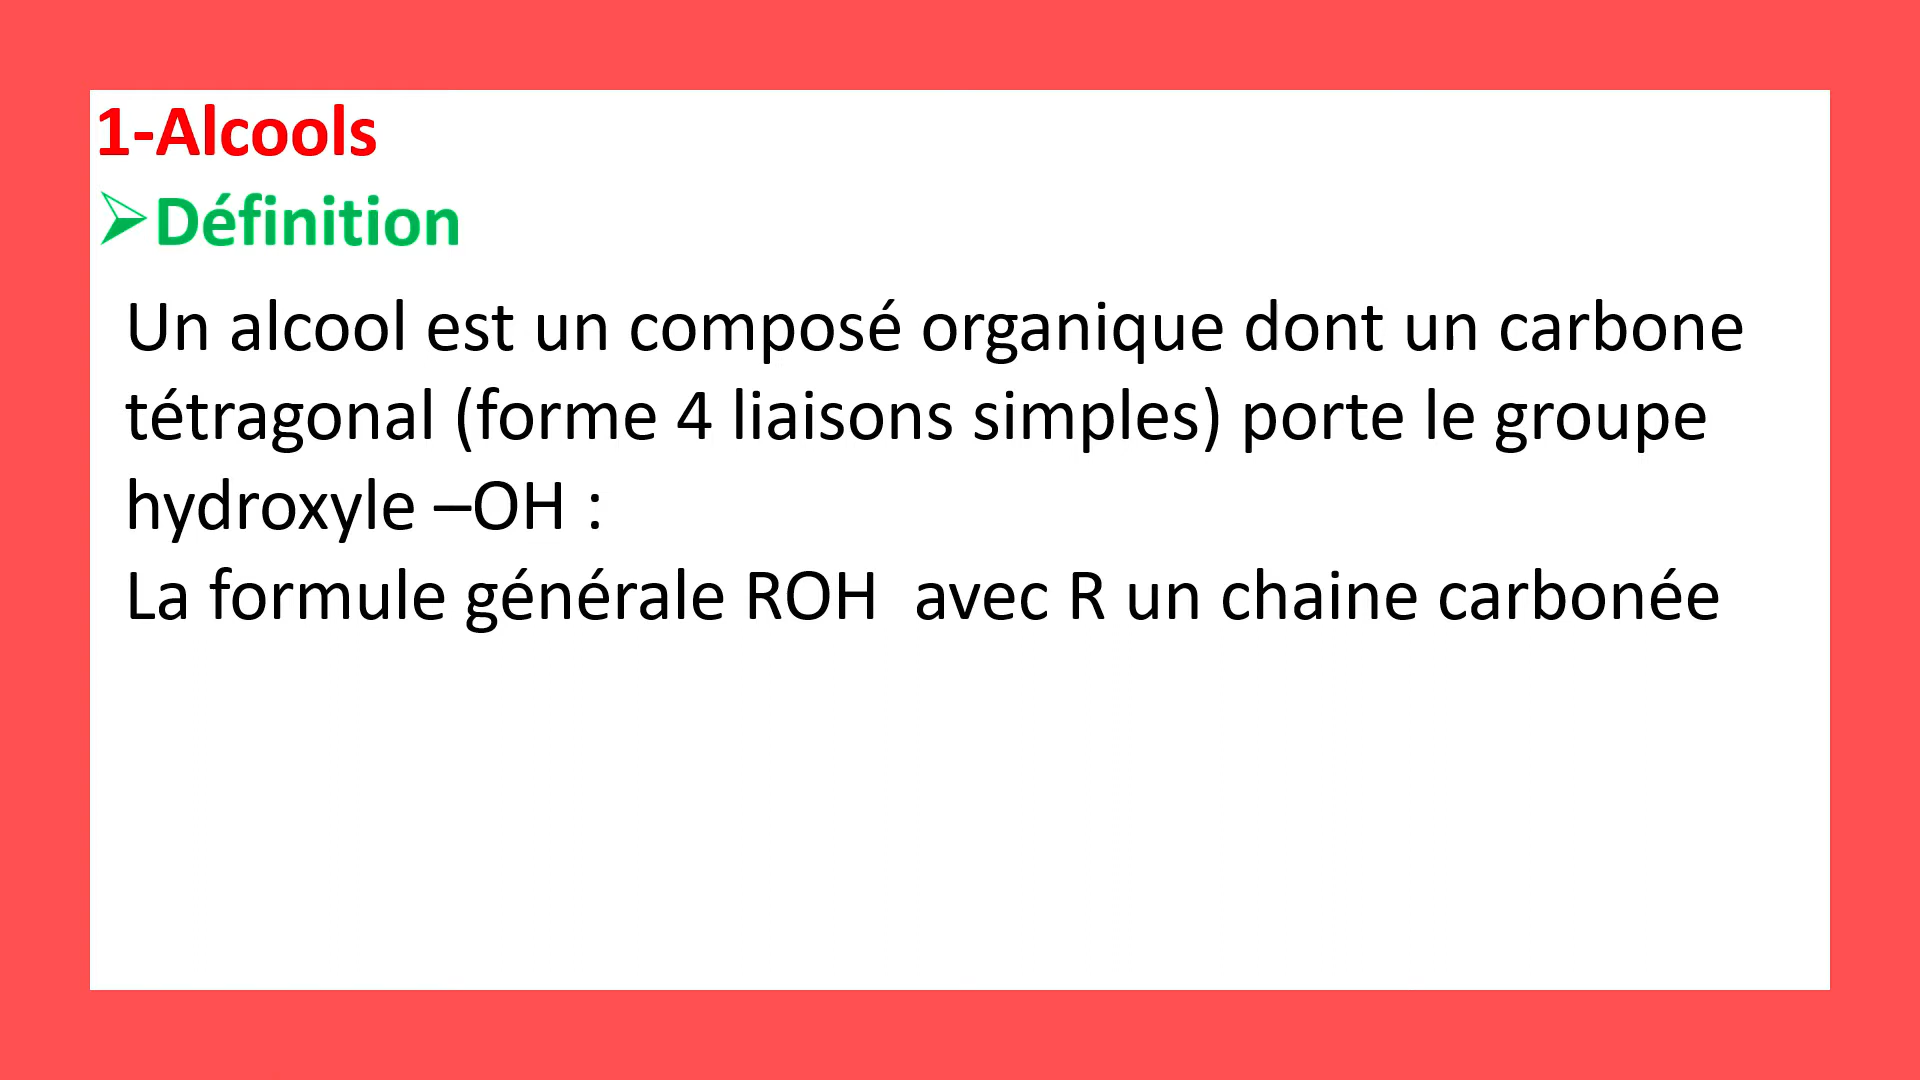 1-Alcools
➢Définition
Un alcool est un composé organique dont un carbone
tétragonal (forme 4 liaisons simples) porte le groupe
hydroxyle –OH :
La formule générale ROH  avec R un chaine carbonée